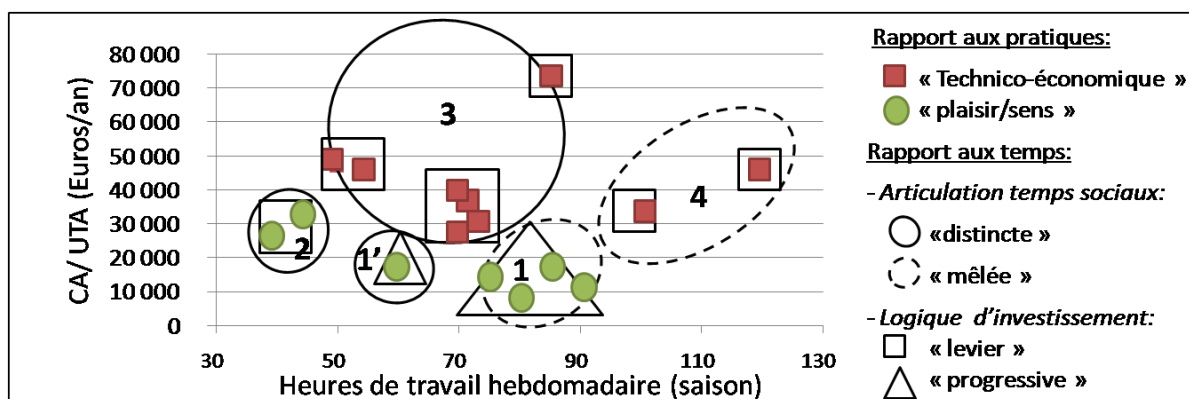 CA/ UTA (Euros/an)
80 000
70 000
60 000
50 000
40 000
30 000
20 000
10 000
0
30
50
70
90
110
130
Heures de travail hebdomadaire (saison)
3
4
2
1’
1
Rapport aux pratiques:
« Technico-économique »
« plaisir/sens »
Rapport aux temps:
- Articulation temps sociaux:
«distincte »
« mêlée »
- Logique d’investissement:
« levier »
« progressive »